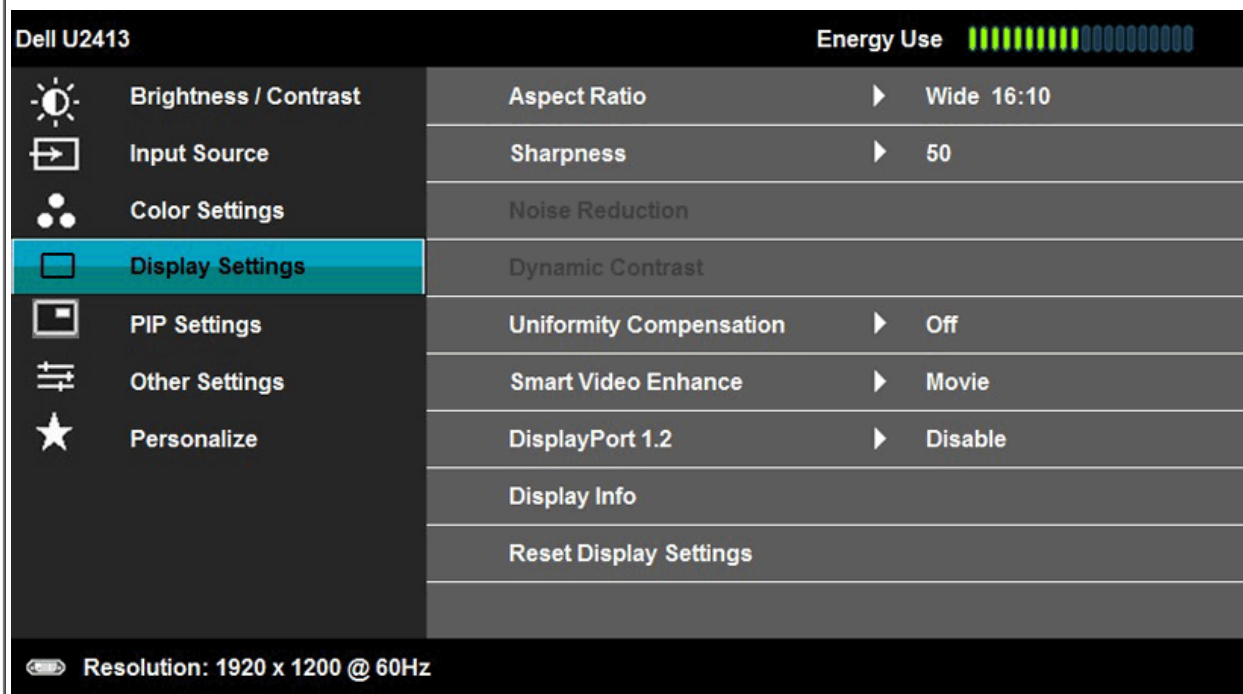 Dell U2413 Energy Use
Brightness / Contrast Aspect Ratio Wide 16:10
Input Source Sharpness 50
Color Settings Noise Reduction
Display Settings Dynamic Contrast
PIP Settings Uniformity Compensation Off
Other Settings Smart Video Enhance Movie
Personalize DisplayPort 1.2 Disable
Display Info
Reset Display Settings
Resolution: 1920 x 1200 @ 60Hz